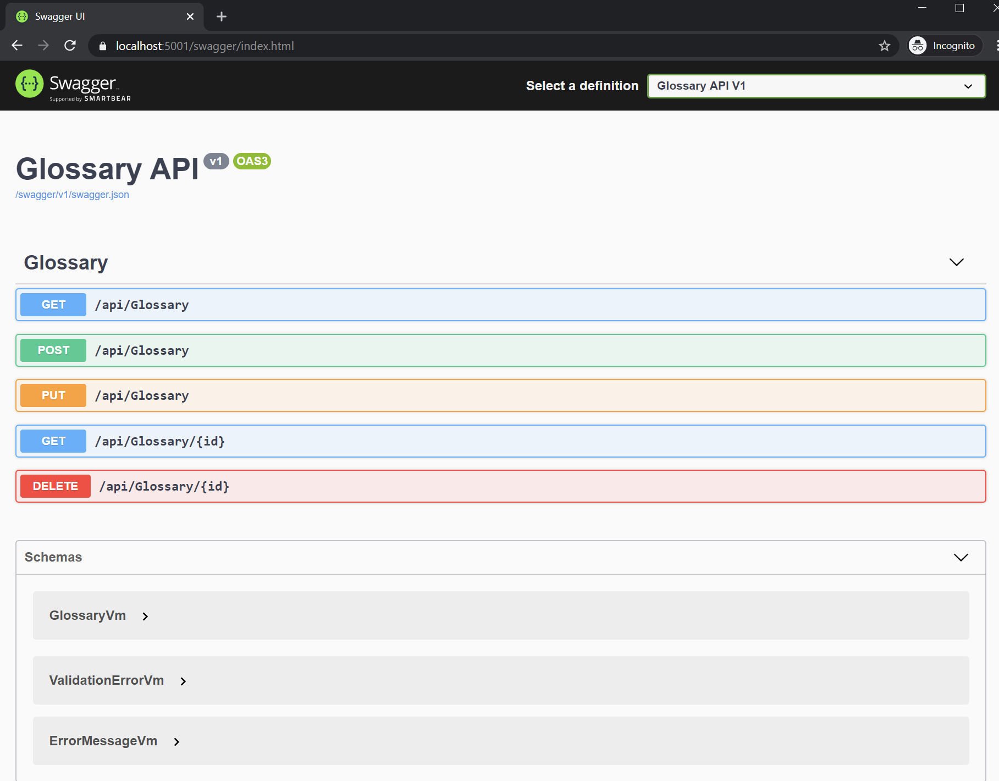 Swagger UI
localhost:5001/swagger/index.html
Incognito
{··} Swagger™
Supported by SMARTBEAR
Select a definition
Glossary API V1
Glossary API v1 OAS3
/swagger/v1/swagger.json
Glossary
GET /api/Glossary
POST /api/Glossary
PUT /api/Glossary
GET /api/Glossary/{id}
DELETE /api/Glossary/{id}
Schemas
GlossaryVm
ValidationErrorVm
ErrorMessageVm